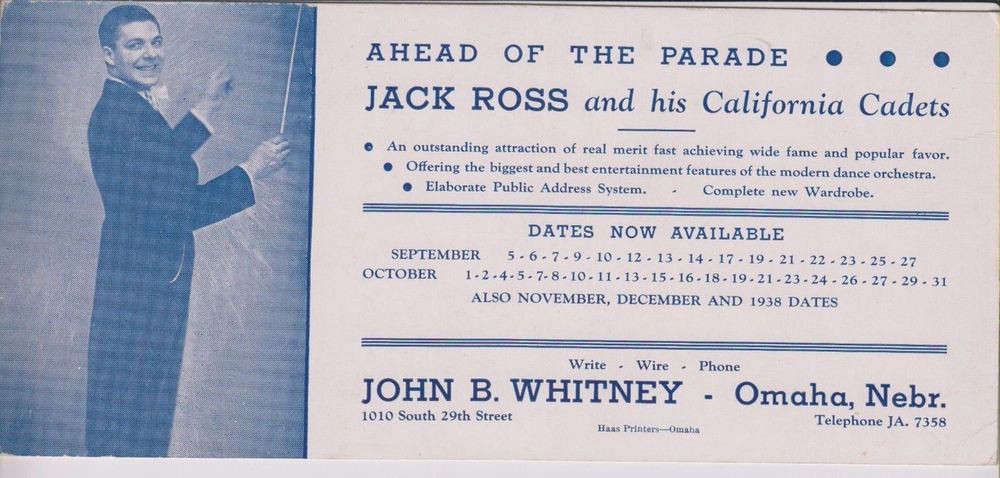 AHEAD OF THE PARADE ● ● ●
JACK ROSS and his California Cadets
● An outstanding attraction of real merit fast achieving wide fame and popular favor.
● Offering the biggest and best entertainment features of the modern dance orchestra.
● Elaborate Public Address System. - Complete new Wardrobe.
DATES NOW AVAILABLE
SEPTEMBER 5 - 6 - 7 - 9 - 10 - 12 - 13 - 14 - 17 - 19 - 21 - 22 - 23 - 25 - 27
OCTOBER 1 - 2 - 4 - 5 - 7 - 8 - 10 - 11 - 13 - 15 - 16 - 18 - 19 - 21 - 23 - 24 - 26 - 27 - 29 - 31
ALSO NOVEMBER, DECEMBER AND 1938 DATES
Write - Wire - Phone
JOHN B. WHITNEY - Omaha, Nebr.
1010 South 29th Street Telephone JA. 7358
Haas Printers—Omaha